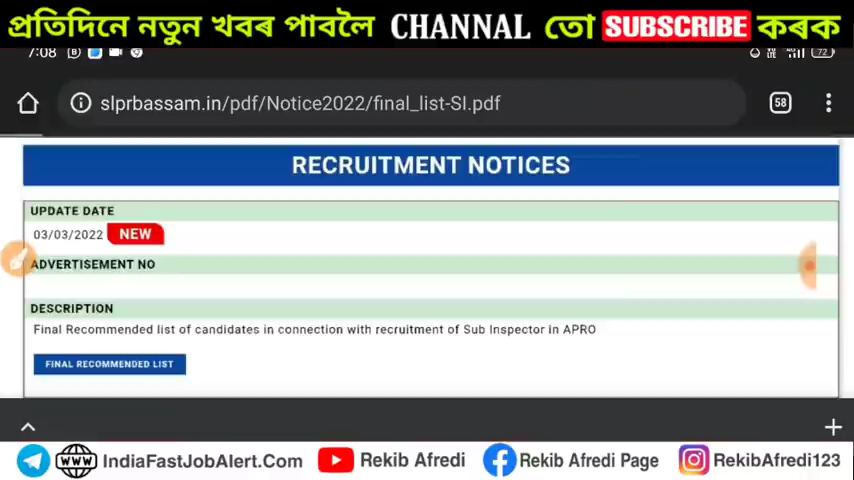 প্ৰতিদিনে নতুন খবৰ পাবলৈ CHANNAL তো SUBSCRIBE কৰক
7:08 72
slprbassam.in/pdf/Notice2022/final_list-SI.pdf 58
RECRUITMENT NOTICES
UPDATE DATE
03/03/2022 NEW
ADVERTISEMENT NO
DESCRIPTION
Final Recommended list of candidates in connection with recruitment of Sub Inspector in APRO
FINAL RECOMMENDED LIST
WWW IndiaFastJobAlert.Com Rekib Afredi Rekib Afredi Page RekibAfredi123